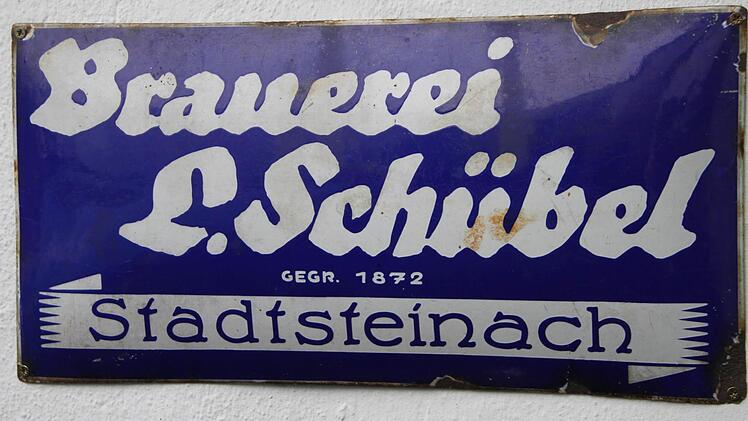 Brauerei
L. Schübel
GEGR. 1872
Stadtsteinach